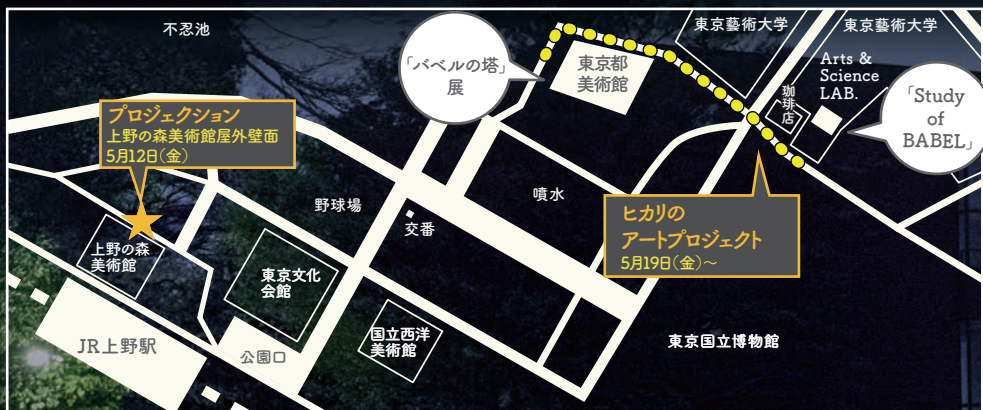 不忍池
東京藝術大学
東京藝術大学
「バベルの塔」
展
東京都
美術館
Arts &
Science
LAB.
珈琲店
「Study
of
BABEL」
プロジェクション
上野の森美術館屋外壁面
5月12日(金)
野球場
噴水
交番
ヒカリの
アートプロジェクト
5月19日(金)~
上野の森
美術館
東京文化
会館
国立西洋
美術館
東京国立博物館
JR上野駅
公園口